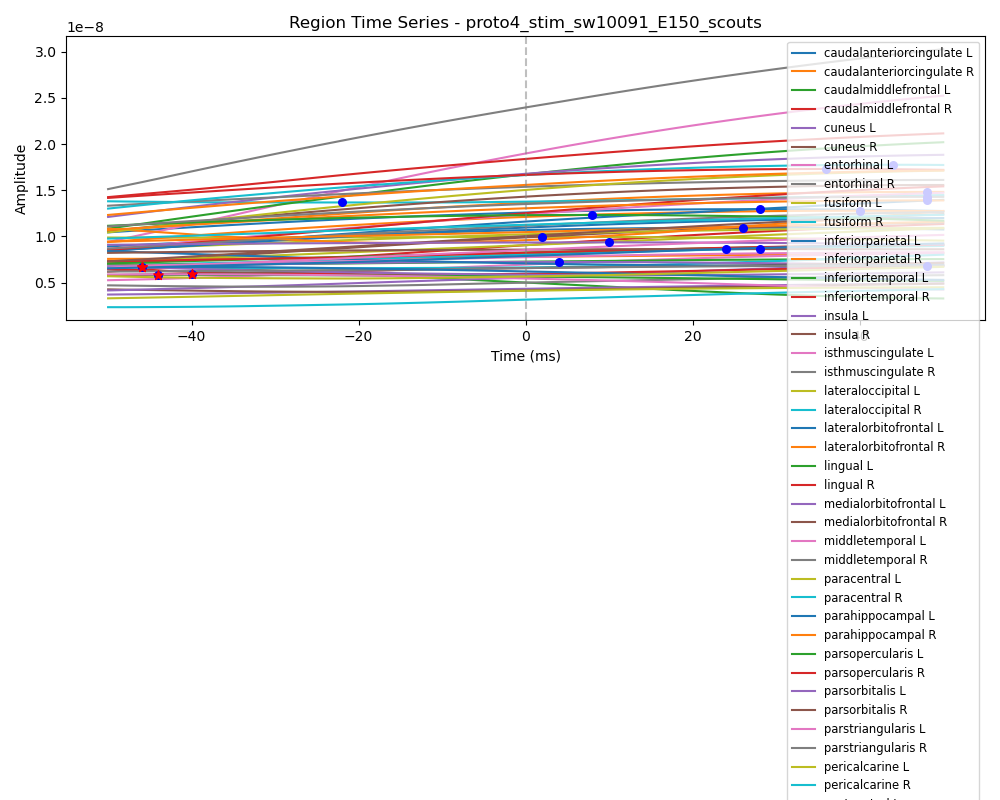 Region Time Series - proto4_stim_sw10091_E150_scouts
1e−8
3.0
2.5
2.0
1.5
1.0
0.5
Amplitude
−40
−20
0
20
40
Time (ms)
caudalanteriorcingulate L
caudalanteriorcingulate R
caudalmiddlefrontal L
caudalmiddlefrontal R
cuneus L
cuneus R
entorhinal L
entorhinal R
fusiform L
fusiform R
inferiorparietal L
inferiorparietal R
inferiortemporal L
inferiortemporal R
insula L
insula R
isthmuscingulate L
isthmuscingulate R
lateraloccipital L
lateraloccipital R
lateralorbitofrontal L
lateralorbitofrontal R
lingual L
lingual R
medialorbitofrontal L
medialorbitofrontal R
middletemporal L
middletemporal R
paracentral L
paracentral R
parahippocampal L
parahippocampal R
parsopercularis L
parsopercularis R
parsorbitalis L
parsorbitalis R
parstriangularis L
parstriangularis R
pericalcarine L
pericalcarine R